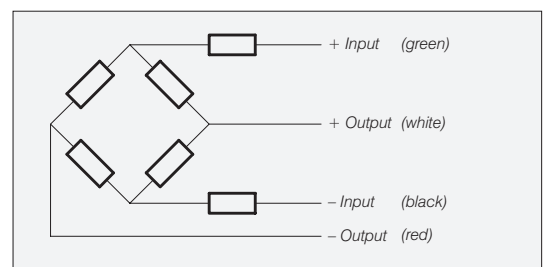 + Input (green)
+ Output (white)
– Input (black)
– Output (red)